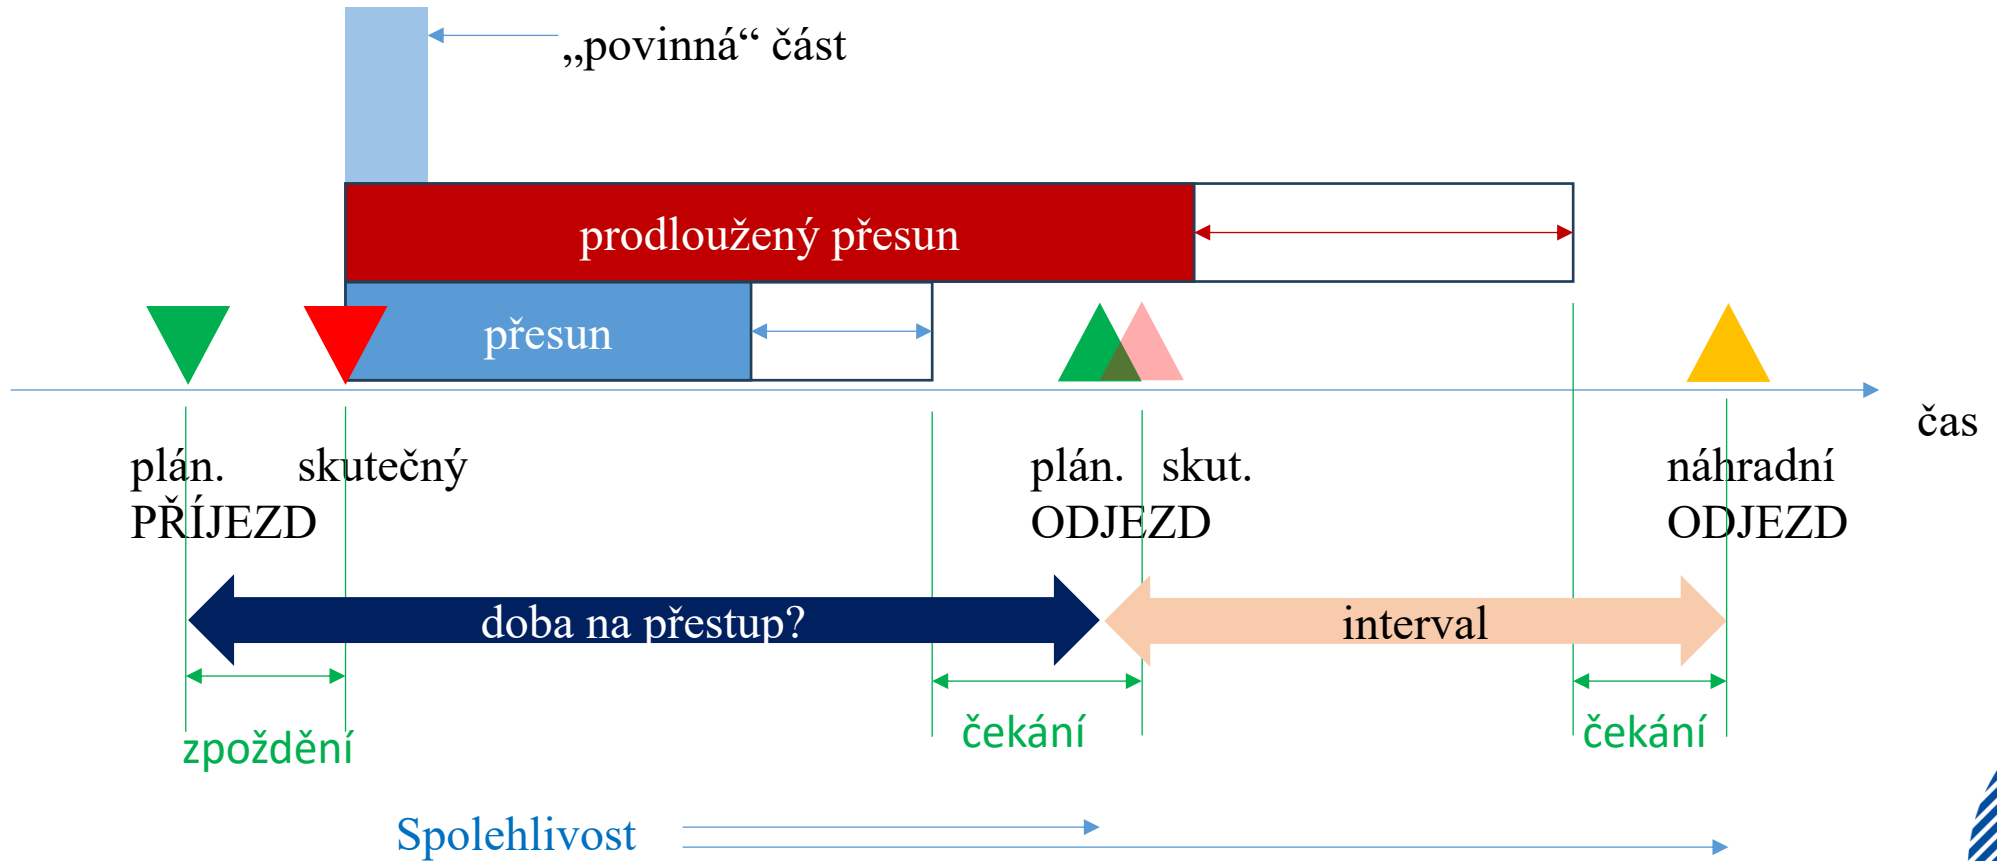 „povinná“ část
prodloužený přesun
přesun
čas
plán. skutečný
PŘÍJEZD
plán. skut.
ODJEZD
náhradní
ODJEZD
doba na přestup?
interval
zpoždění
čekání
čekání
Spolehlivost